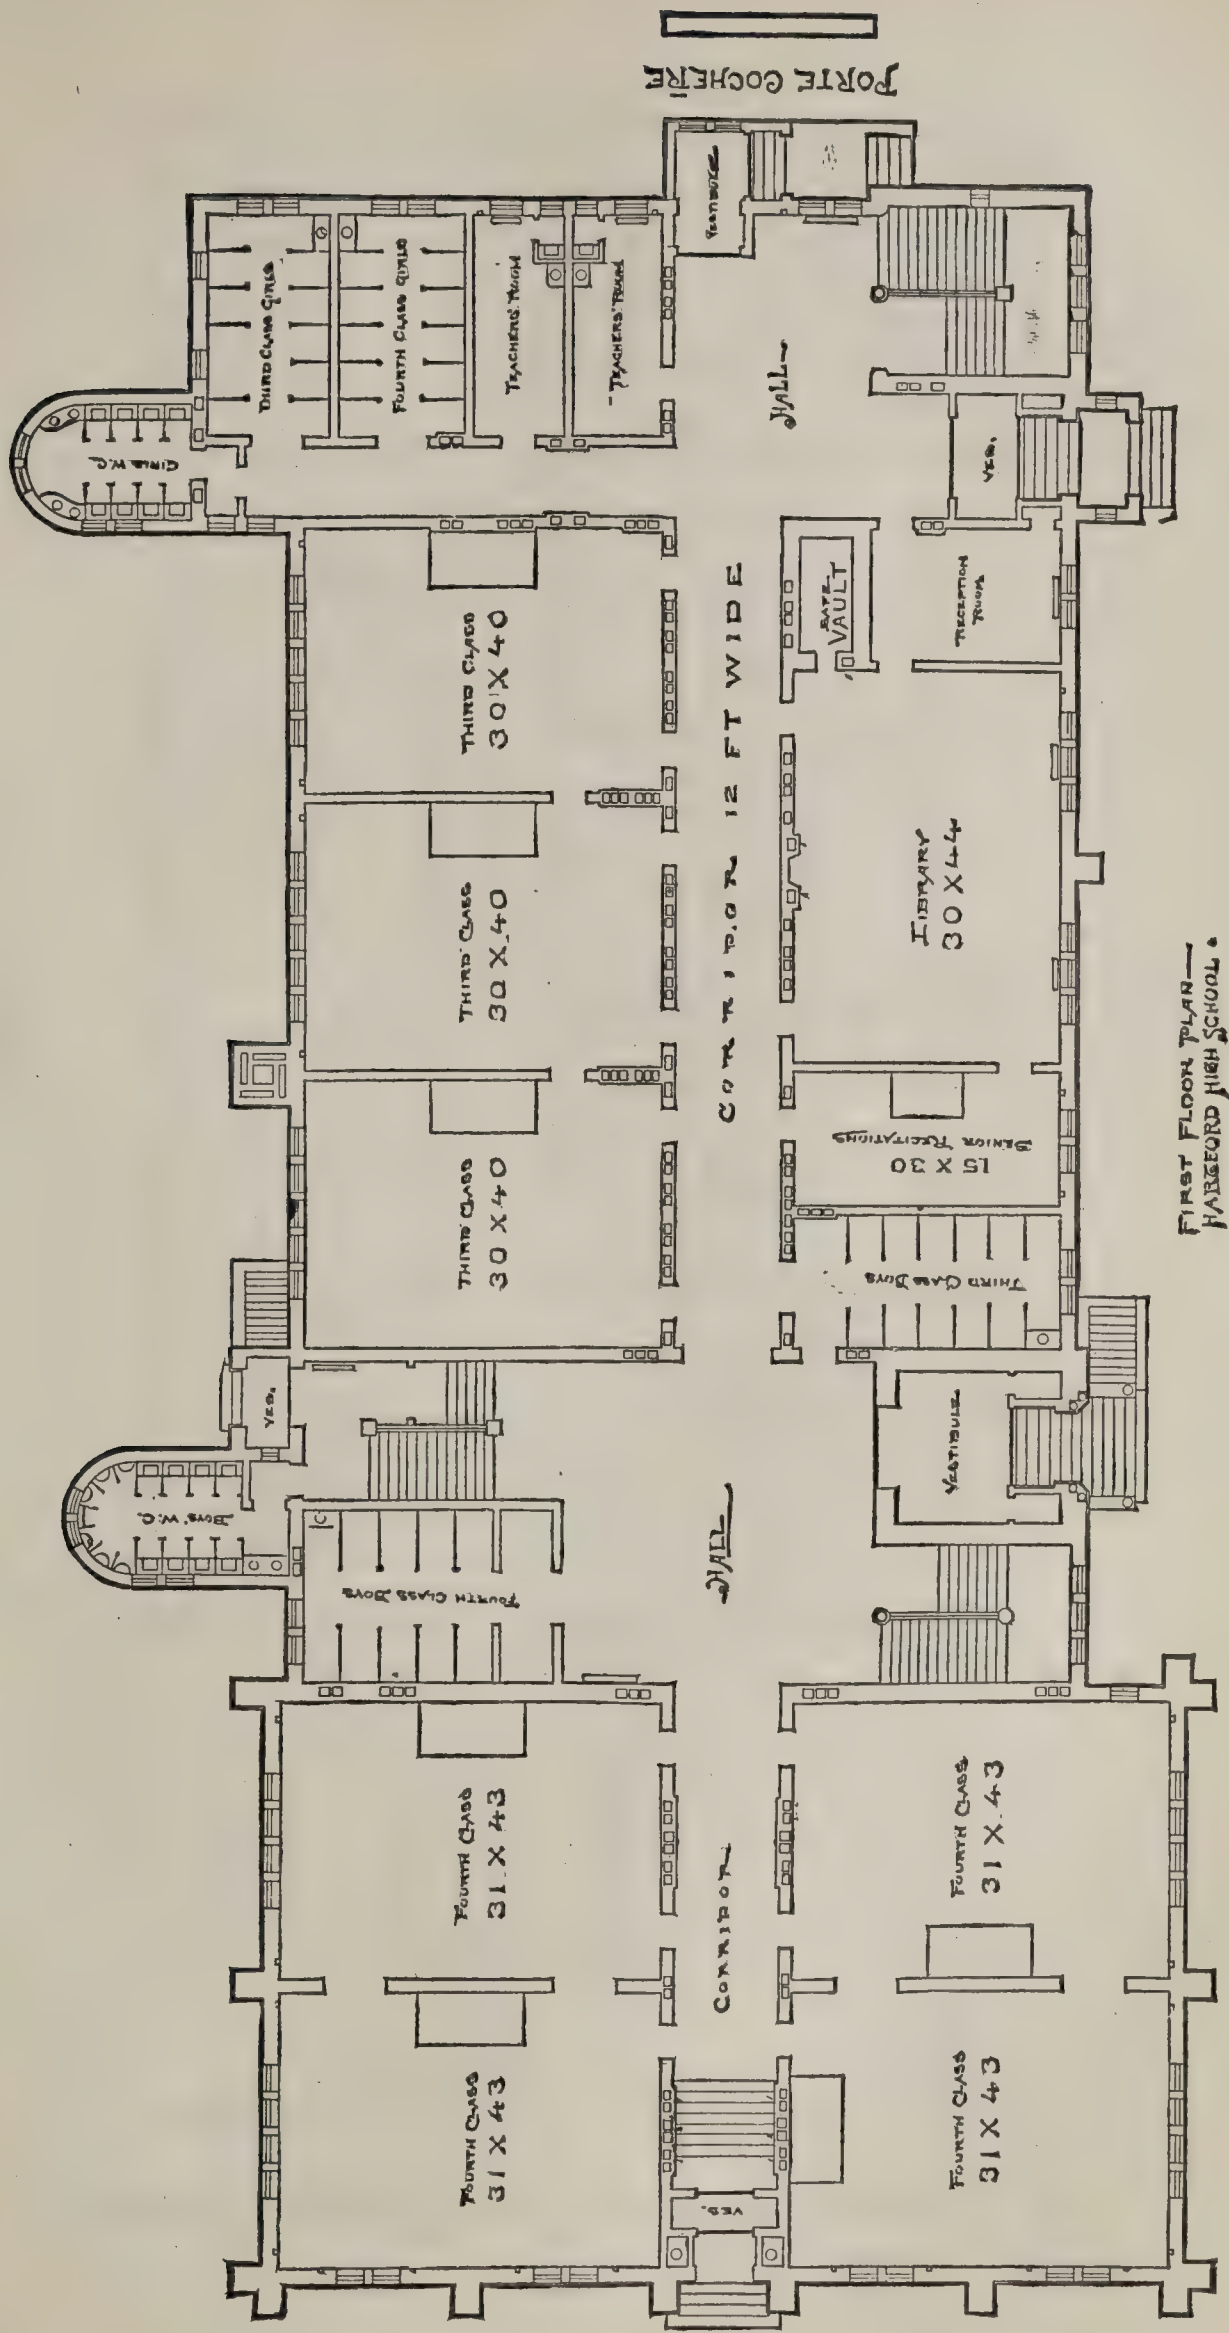 PORTE COCHERE
VESTIBULE
THIRD CLASS GIRLS
FOURTH CLASS GIRLS
TEACHERS' ROOM
TEACHERS' ROOM
GIRLS W.C.
HALL
VES.
THIRD CLASS
30 X 40
CORRIDOR 12 FT WIDE
SAFE
VAULT
RECEPTION
ROOM
THIRD CLASS
30 X 40
LIBRARY
30 X 44
THIRD CLASS
30 X 40
SENIOR RECITATIONS
15 X 30
THIRD CLASS BOYS
VES.
BOYS' W.C.
FOURTH CLASS BOYS
HALL
VESTIBULE
FOURTH CLASS
31 X 43
CORRIDOR
FOURTH CLASS
31 X 43
FOURTH CLASS
31 X 43
VES.
FOURTH CLASS
31 X 43
FIRST FLOOR PLAN—
HARTFORD HIGH SCHOOL.